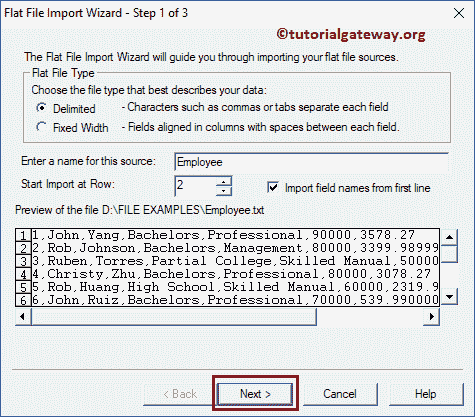 Flat File Import Wizard - Step 1 of 3
©tutorialgateway.org
The Flat File Import Wizard will guide you through importing your flat file sources.
Flat File Type
Choose the file type that best describes your data:
Delimited - Characters such as commas or tabs separate each field
Fixed Width - Fields aligned in columns with spaces between each field.
Enter a name for this source: Employee
Start Import at Row: 2 Import field names from first line
Preview of the file D:\FILE EXAMPLES\Employee.txt
1 1,John,Yang,Bachelors,Professional,90000,3578.27
2 2,Rob,Johnson,Bachelors,Management,80000,3399.98999
3 3,Ruben,Torres,Partial College,Skilled Manual,50000
4 4,Christy,Zhu,Bachelors,Professional,80000,3078.27
5 5,Rob,Huang,High School,Skilled Manual,60000,2319.9
6 6,John,Ruiz,Bachelors,Professional,70000,539.990000
< Back Next > Cancel Help